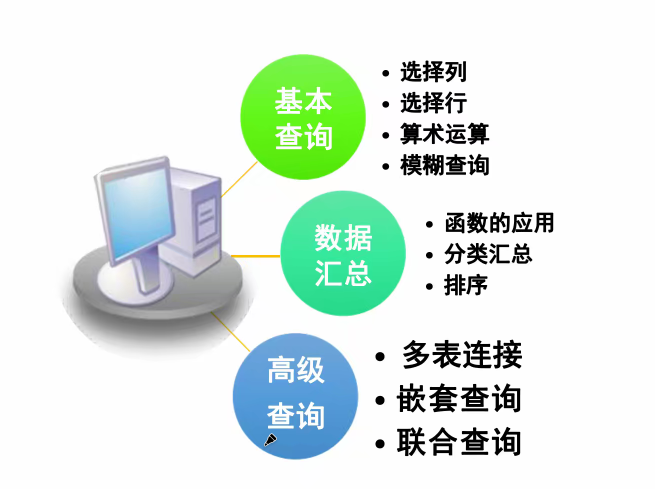 基本
查询
• 选择列
• 选择行
• 算术运算
• 模糊查询
数据
汇总
• 函数的应用
• 分类汇总
• 排序
高级
查询
• 多表连接
• 嵌套查询
• 联合查询